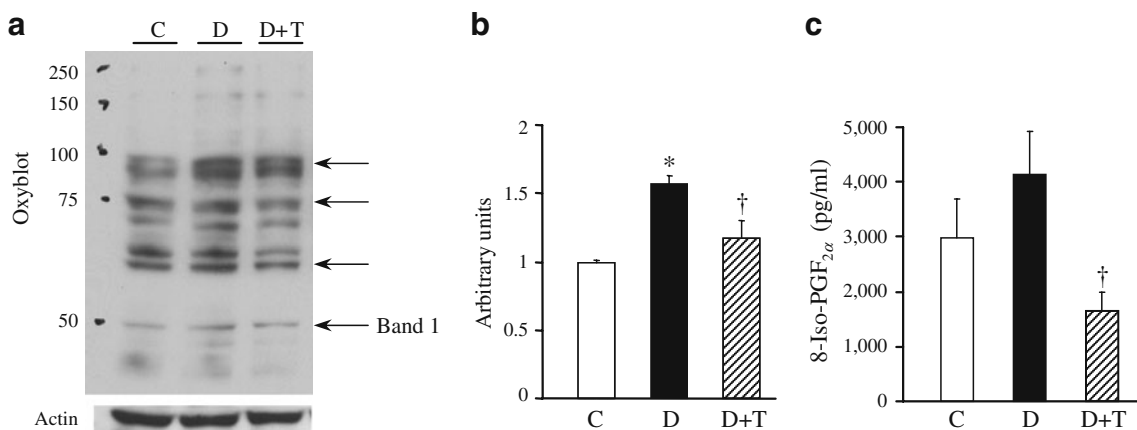 a
C D D+T
250
150
100
75
50
Oxyblot
Band 1
Actin
b
Arbitrary units
2
1.5
1
0.5
0
*
†
C D D+T
c
8-Iso-PGF2α (pg/ml)
5,000
4,000
3,000
2,000
1,000
0
†
C D D+T